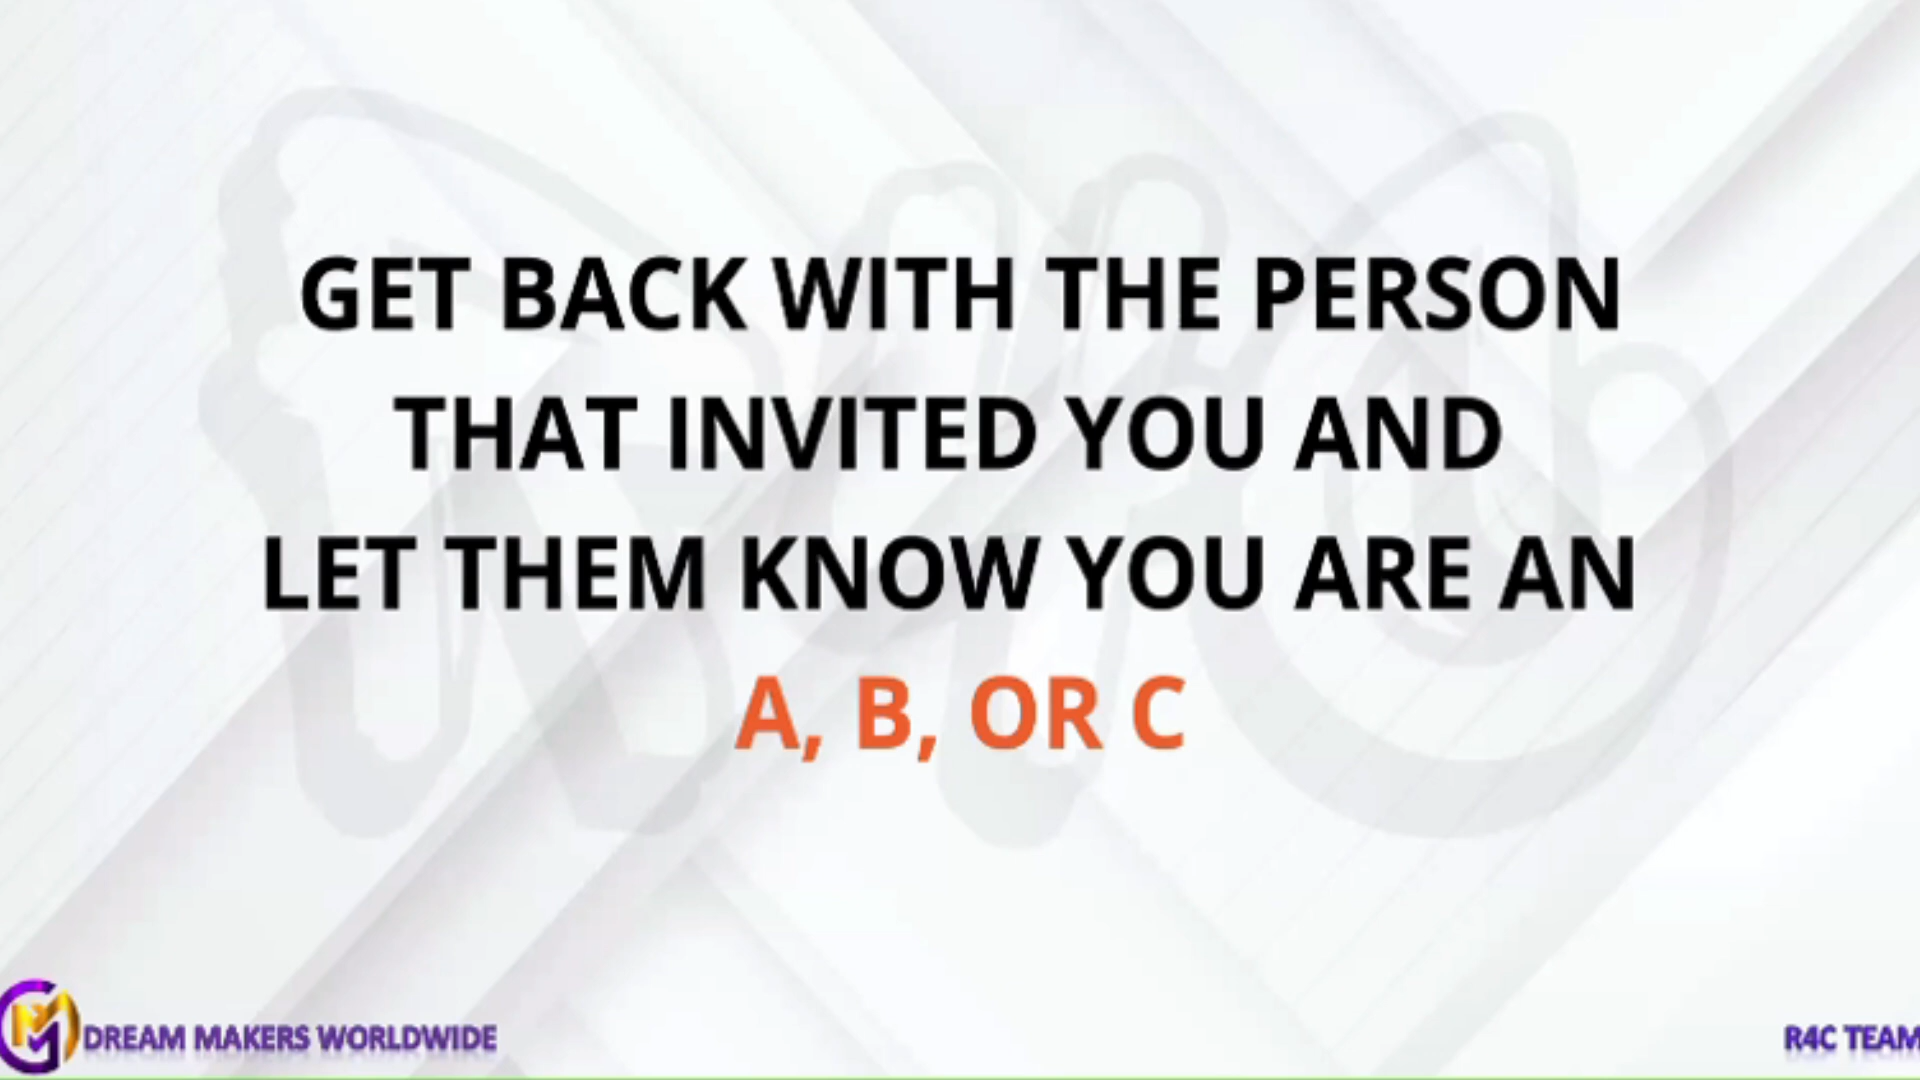 GET BACK WITH THE PERSON
THAT INVITED YOU AND
LET THEM KNOW YOU ARE AN
A, B, OR C
DREAM MAKERS WORLDWIDE
R4C TEAM